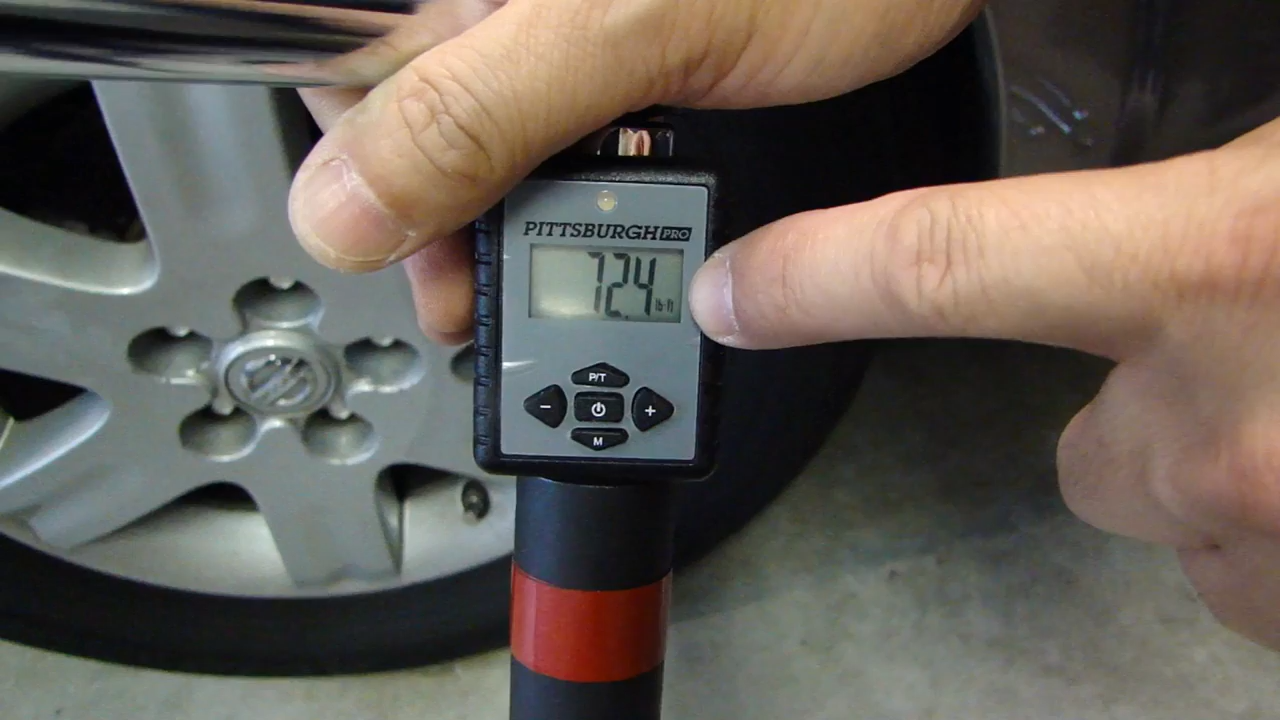 PITTSBURGH PRO
72.4 lb-ft
P/T
− ⏻ +
M